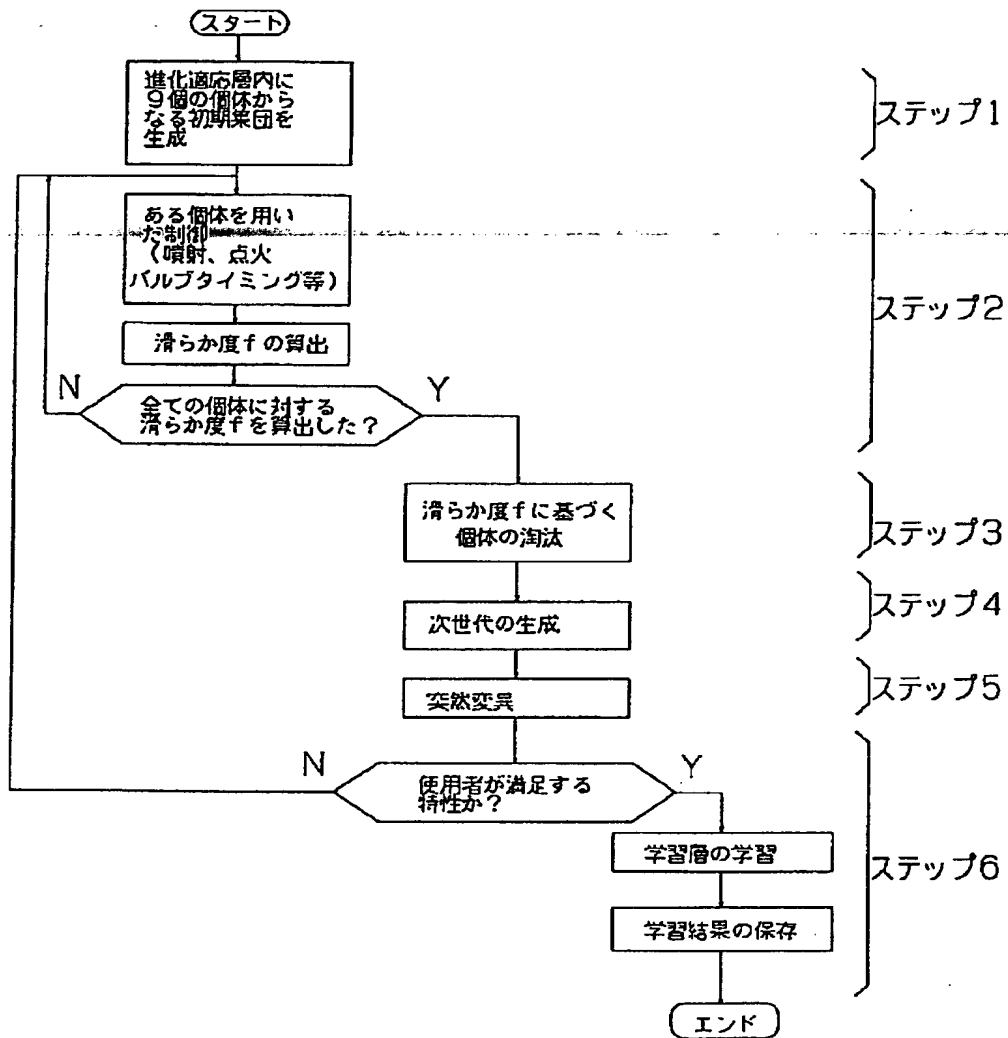 スタート
進化適応層内に
9個の個体から
なる初期集団を
生成
ステップ1
ある個体を用い
た制御
(噴射、点火
バルブタイミング等)
ステップ2
滑らか度fの算出
N
Y
全ての個体に対する
滑らか度fを算出した?
滑らか度fに基づく
個体の淘汰
ステップ3
次世代の生成
ステップ4
突然変異
ステップ5
N
Y
使用者が満足する
特性か?
学習層の学習
ステップ6
学習結果の保存
エンド